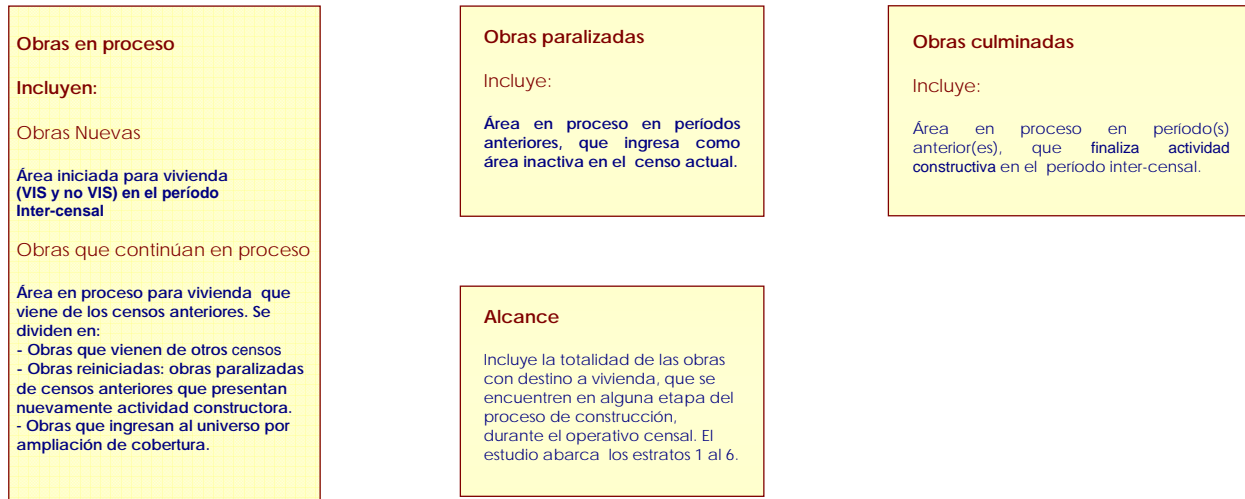 Obras en proceso
Incluyen:
Obras Nuevas
Área iniciada para vivienda
(VIS y no VIS) en el período
Inter-censal
Obras que continúan en proceso
Área en proceso para vivienda que
viene de los censos anteriores. Se
dividen en:
- Obras que vienen de otros censos
- Obras reiniciadas: obras paralizadas
de censos anteriores que presentan
nuevamente actividad constructora.
- Obras que ingresan al universo por
ampliación de cobertura.
Obras paralizadas
Incluye:
Área en proceso en períodos
anteriores, que ingresa como
área inactiva en el censo actual.
Alcance
Incluye la totalidad de las obras
con destino a vivienda, que se
encuentren en alguna etapa del
proceso de construcción,
durante el operativo censal. El
estudio abarca los estratos 1 al 6.
Obras culminadas
Incluye:
Área en proceso en período(s)
anterior(es), que finaliza actividad
constructiva en el período inter-censal.